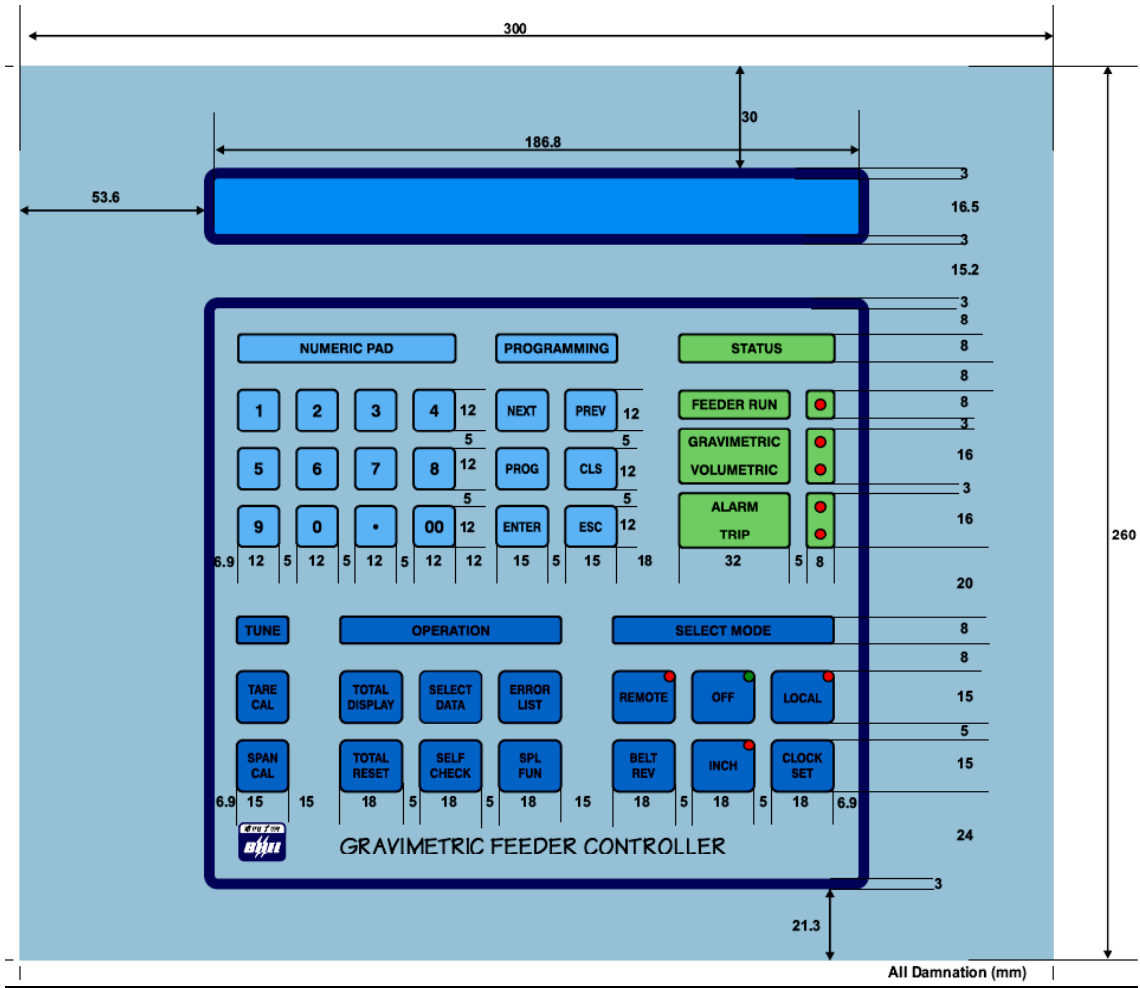 300
30
186.8
53.6
3
16.5
3
15.2
3
8
NUMERIC PAD PROGRAMMING STATUS 8
8
1 2 3 4 12 NEXT PREV 12 FEEDER RUN 8
5 5 3
5 6 7 8 12 PROG CLS 12 GRAVIMETRIC 16
VOLUMETRIC
5 5 3
9 0 • 00 12 ENTER ESC 12 ALARM 16
TRIP
260
6.9 12 5 12 5 12 5 12 12 15 5 15 18 32 5 8
20
TUNE OPERATION SELECT MODE 8
8
TARE CAL TOTAL DISPLAY SELECT DATA ERROR LIST REMOTE OFF LOCAL 15
5
SPAN CAL TOTAL RESET SELF CHECK SPL FUN BELT REV INCH CLOCK SET 15
6.9 15 15 18 5 18 5 18 15 18 5 18 5 18 6.9
बी एच ई एल
BHEL
GRAVIMETRIC FEEDER CONTROLLER 24
3
21.3
All Damnation (mm)